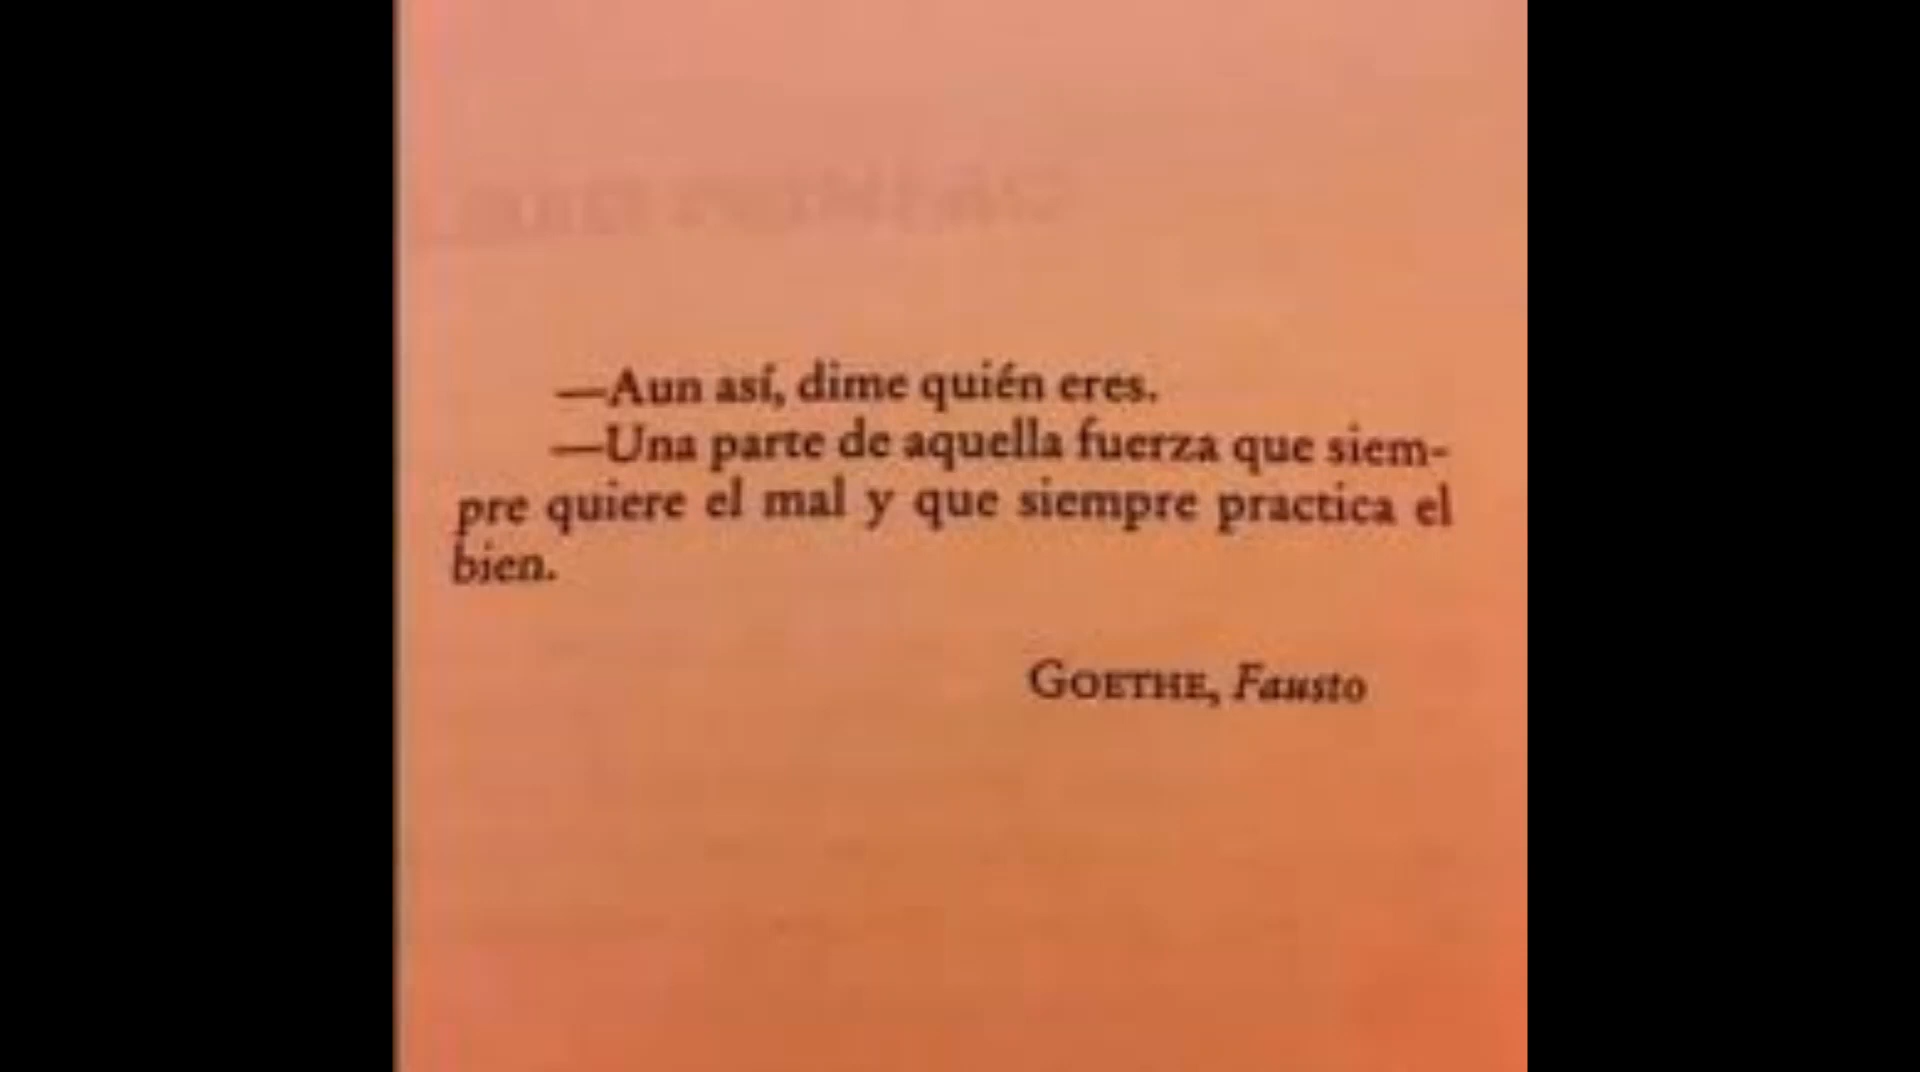 —Aun así, dime quién eres.
—Una parte de aquella fuerza que siem-
pre quiere el mal y que siempre practica el
bien.
GOETHE, Fausto